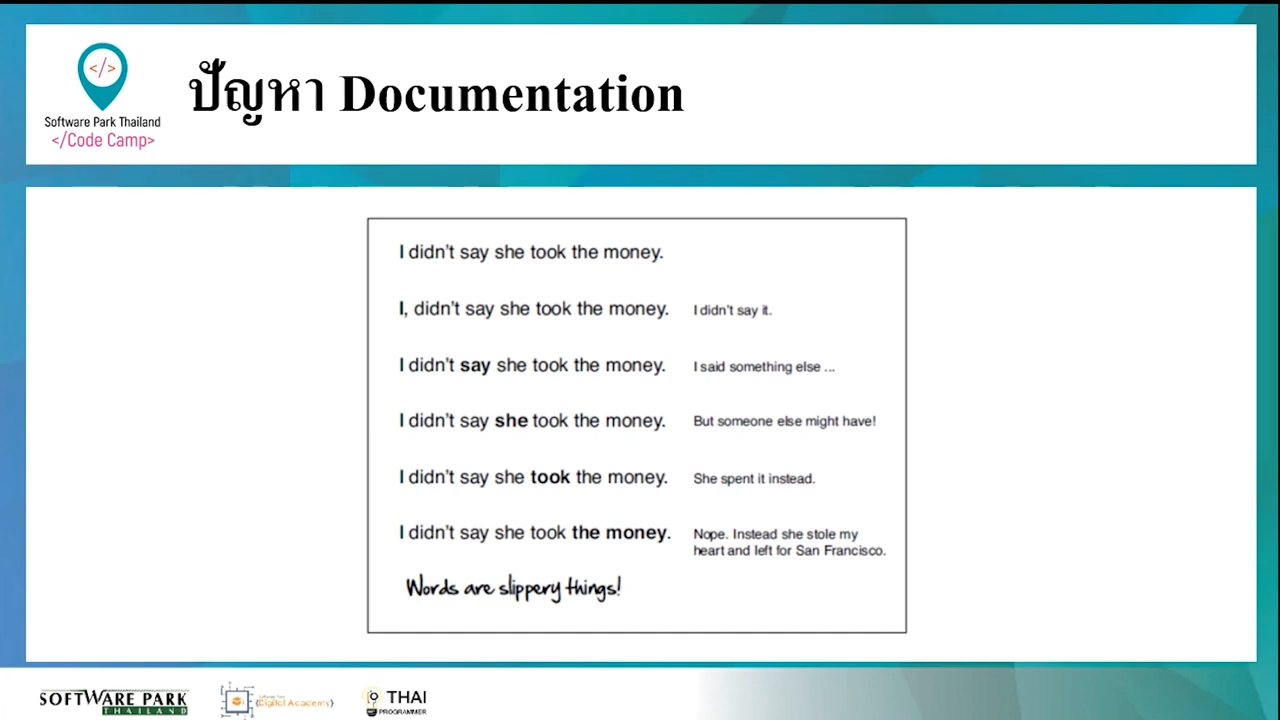 </>
Software Park Thailand
</Code Camp>
ปัญหา Documentation
I didn't say she took the money.
I, didn't say she took the money. I didn't say it.
I didn't say she took the money. I said something else ...
I didn't say she took the money. But someone else might have!
I didn't say she took the money. She spent it instead.
I didn't say she took the money. Nope. Instead she stole my
heart and left for San Francisco.
Words are slippery things!
SOFTWARE PARK
THAILAND
Software Park
{Digital Academy}
THAI
PROGRAMMER